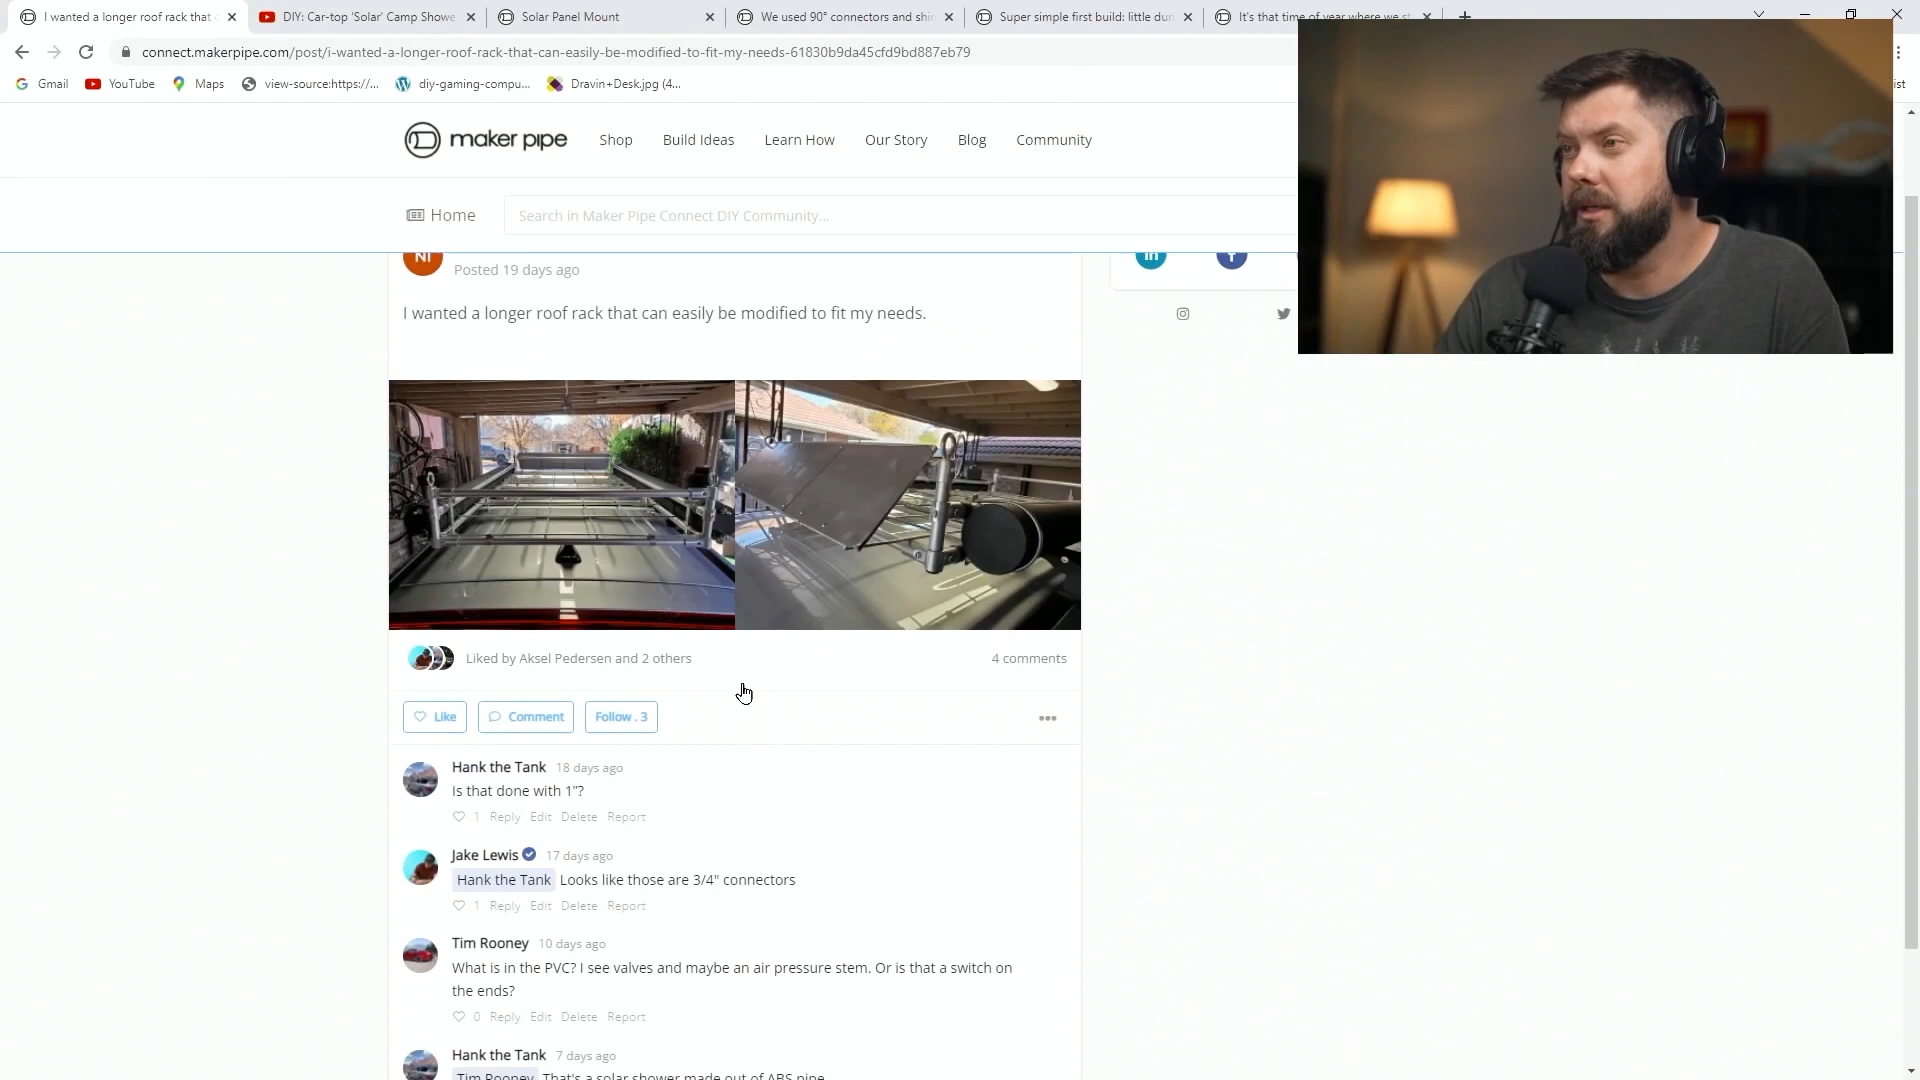 I wanted a longer roof rack that
DIY: Car-top 'Solar' Camp Showe
Solar Panel Mount
We used 90° connectors and shi
Super simple first build: little du
It's that time of year where we st
connect.makerpipe.com/post/i-wanted-a-longer-roof-rack-that-can-easily-be-modified-to-fit-my-needs-61830b9da45cfd9bd887eb79
Gmail
YouTube
Maps
view-source:https://...
diy-gaming-compu...
Dravin+Desk.jpg (4...
ist
maker pipe
Shop
Build Ideas
Learn How
Our Story
Blog
Community
Home
Search in Maker Pipe Connect DIY Community...
NI
Posted 19 days ago
in
f
I wanted a longer roof rack that can easily be modified to fit my needs.
Liked by Aksel Pedersen and 2 others
4 comments
Like
Comment
Follow . 3
Hank the Tank 18 days ago
Is that done with 1"?
1 Reply Edit Delete Report
Jake Lewis 17 days ago
Hank the Tank Looks like those are 3/4" connectors
1 Reply Edit Delete Report
Tim Rooney 10 days ago
What is in the PVC? I see valves and maybe an air pressure stem. Or is that a switch on
the ends?
0 Reply Edit Delete Report
Hank the Tank 7 days ago
Tim Rooney That's a solar shower made out of ABS pipe